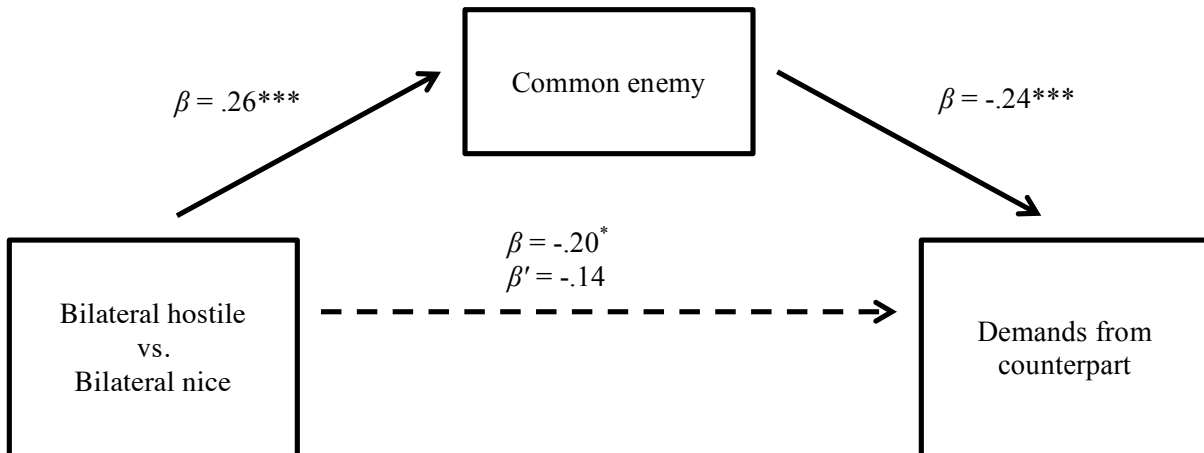 Common enemy
β = .26***
β = -.24***
β = -.20*
β′ = -.14
Bilateral hostile
vs.
Bilateral nice
Demands from
counterpart